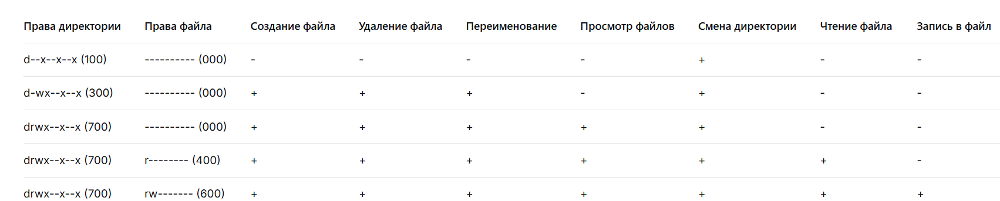 Права директории Права файла Создание файла Удаление файла Переименование Просмотр файлов Смена директории Чтение файла Запись в файл
d--x--x--x (100) ---------- (000) - - - - + - -
d-wx--x--x (300) ---------- (000) + + + - + - -
drwx--x--x (700) ---------- (000) + + + + + - -
drwx--x--x (700) r-------- (400) + + + + + + -
drwx--x--x (700) rw------- (600) + + + + + + +